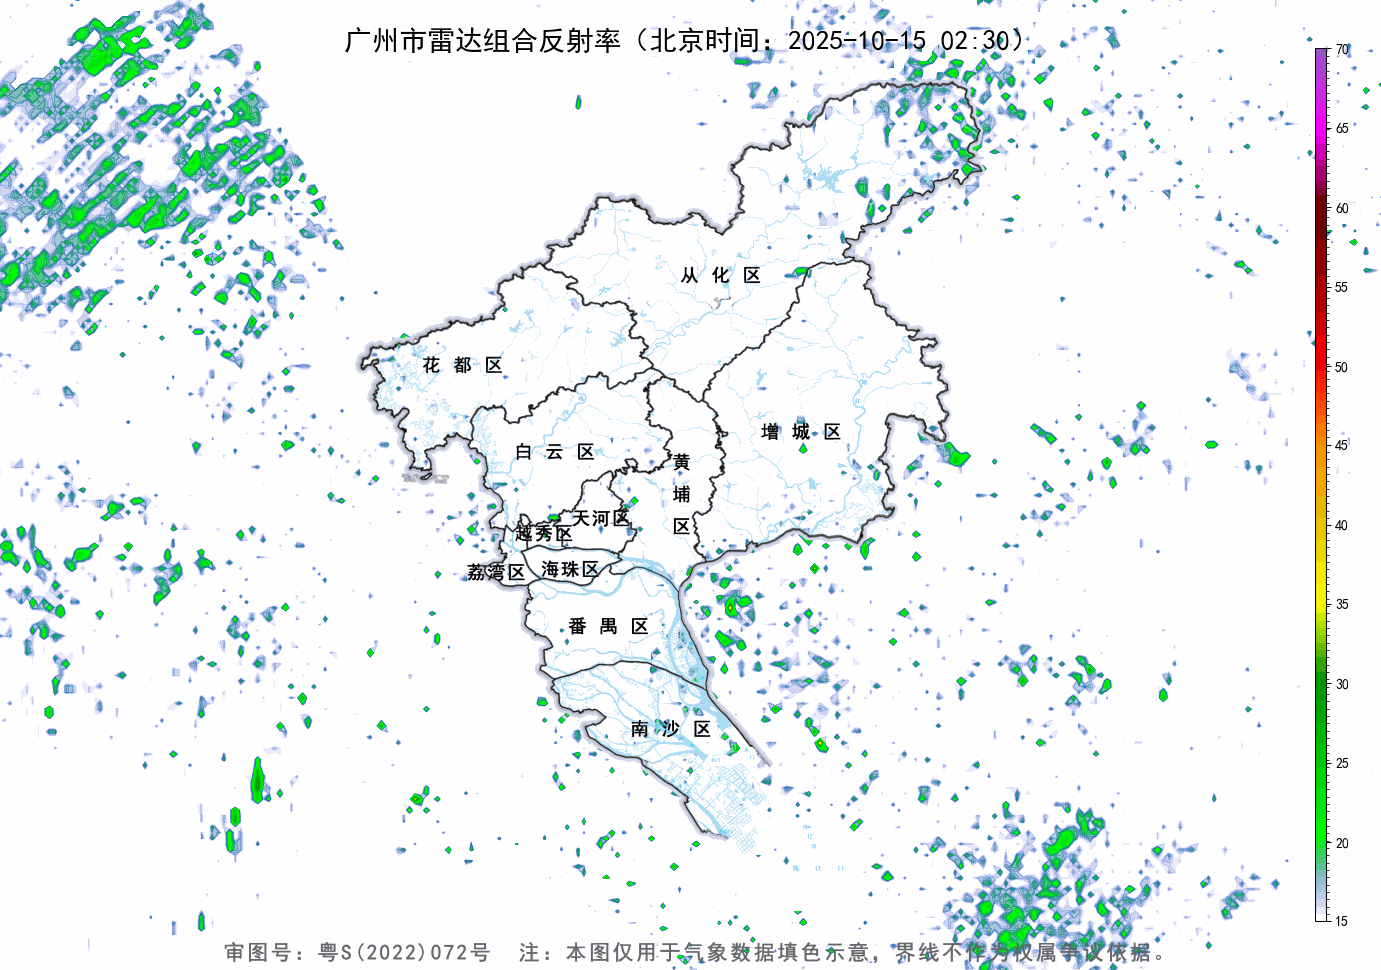 广州市雷达组合反射率（北京时间：2025-10-15 02:30）
70
65
60
55
50
45
40
35
30
25
20
15
从化区
花都区
增城区
白云区
黄埔区
天河区
越秀区
荔湾区
海珠区
番禺区
南沙区
审图号：粤S(2022)072号 注：本图仅用于气象数据填色示意，界线不作为权属争议依据。